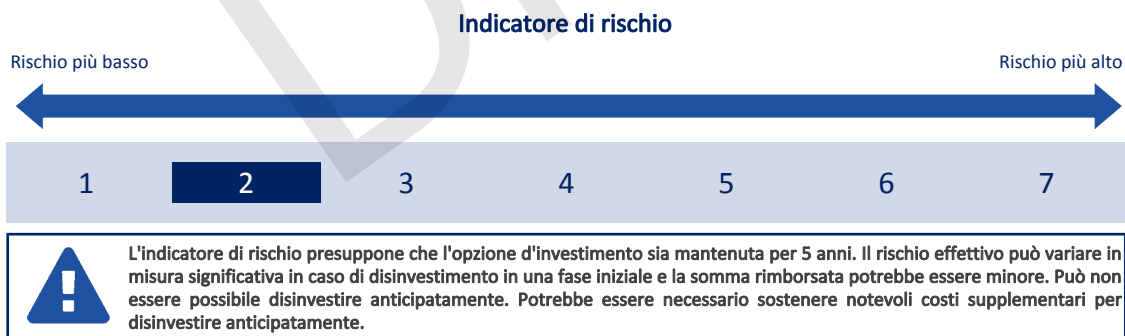 Indicatore di rischio
Rischio più basso
Rischio più alto
1 2 3 4 5 6 7
L'indicatore di rischio presuppone che l'opzione d'investimento sia mantenuta per 5 anni. Il rischio effettivo può variare in
misura significativa in caso di disinvestimento in una fase iniziale e la somma rimborsata potrebbe essere minore. Può non
essere possibile disinvestire anticipatamente. Potrebbe essere necessario sostenere notevoli costi supplementari per
disinvestire anticipatamente.